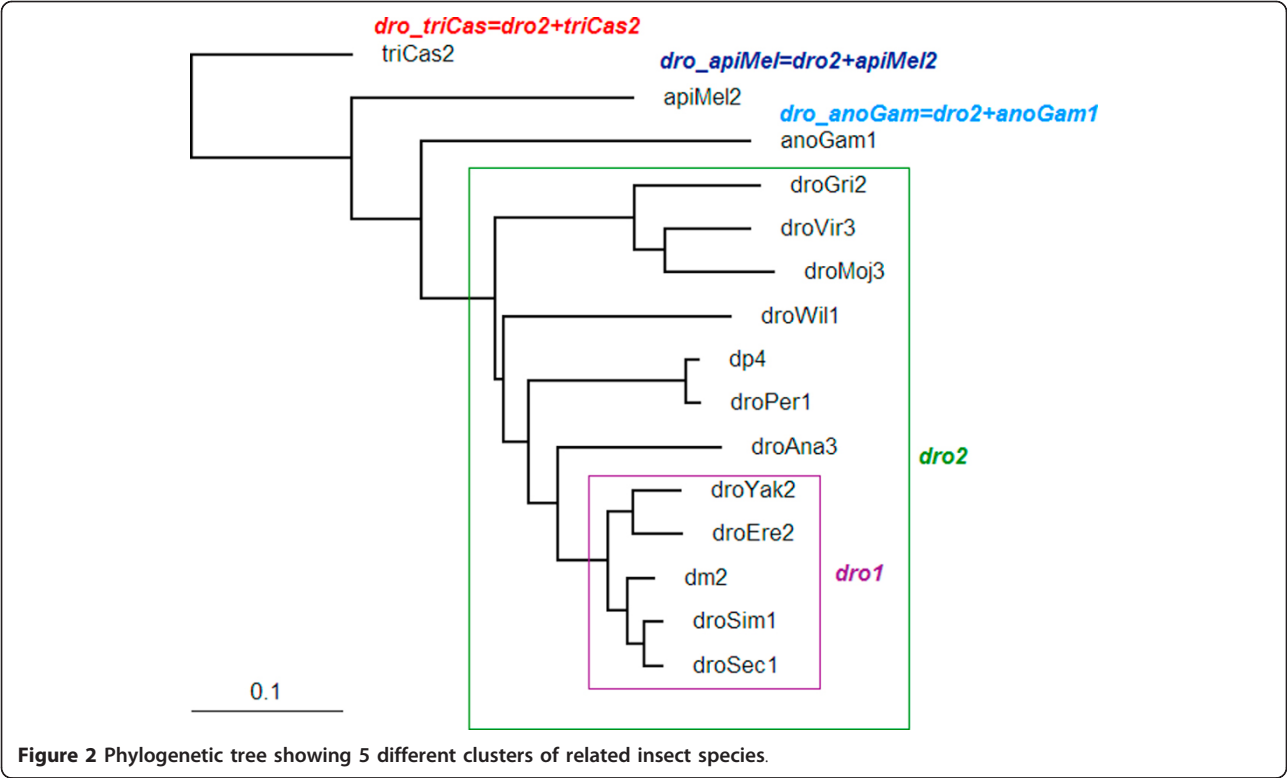 dro_triCas=dro2+triCas2
triCas2
dro_apiMel=dro2+apiMel2
apiMel2
dro_anoGam=dro2+anoGam1
anoGam1
droGri2
droVir3
droMoj3
droWil1
dp4
droPer1
droAna3
dro2
droYak2
droEre2
dro1
dm2
droSim1
droSec1
0.1
Figure 2 Phylogenetic tree showing 5 different clusters of related insect species.